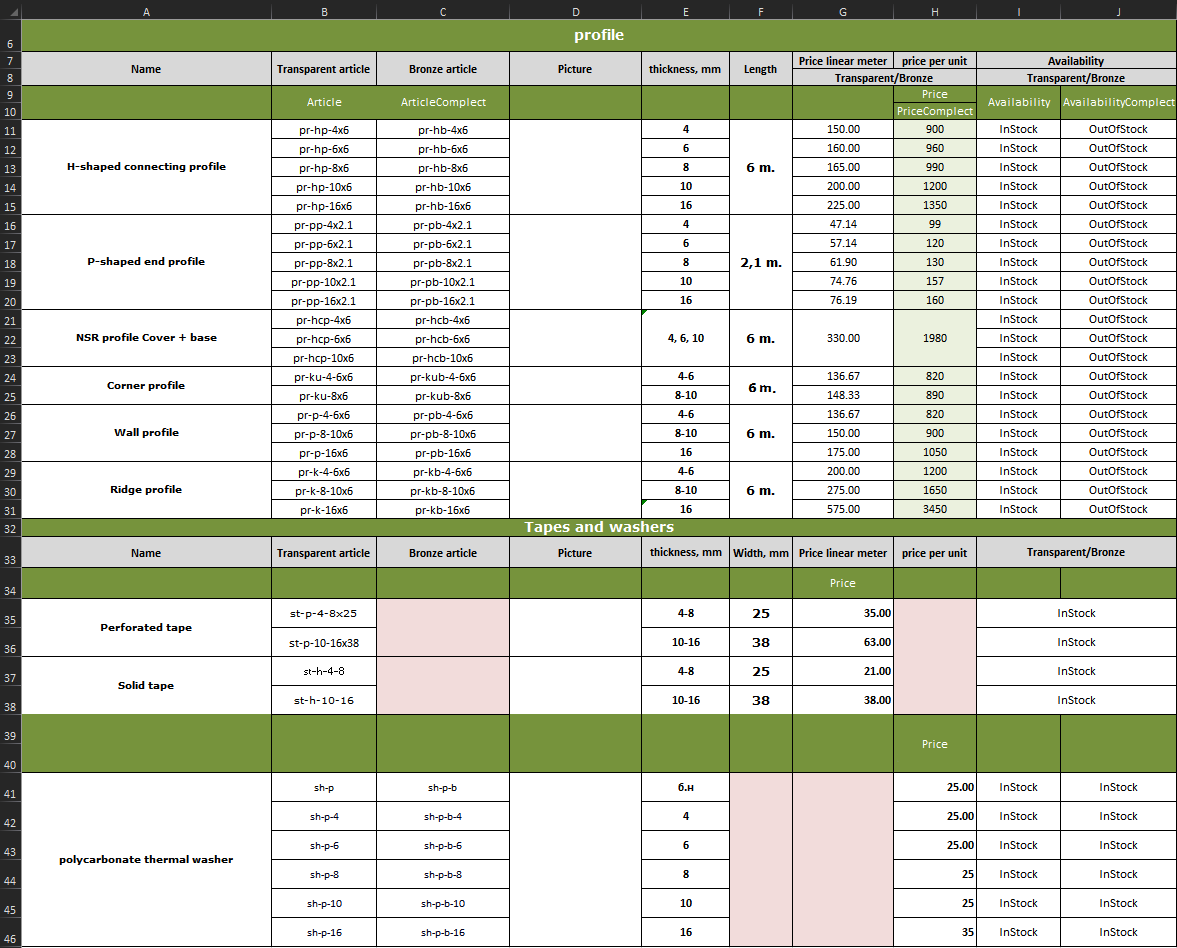 A B C D E F G H I J
6 profile
7 Name Transparent article Bronze article Picture thickness, mm Length Price linear meter price per unit Availability
8 Transparent/Bronze Transparent/Bronze
9 Article ArticleComplect Price Availability AvailabilityComplect
10 PriceComplect
11 H-shaped connecting profile pr-hp-4x6 pr-hb-4x6 4 6 m. 150.00 900 InStock OutOfStock
12 pr-hp-6x6 pr-hb-6x6 6 160.00 960 InStock OutOfStock
13 pr-hp-8x6 pr-hb-8x6 8 165.00 990 InStock OutOfStock
14 pr-hp-10x6 pr-hb-10x6 10 200.00 1200 InStock OutOfStock
15 pr-hp-16x6 pr-hb-16x6 16 225.00 1350 InStock OutOfStock
16 P-shaped end profile pr-pp-4x2.1 pr-pb-4x2.1 4 2,1 m. 47.14 99 InStock OutOfStock
17 pr-pp-6x2.1 pr-pb-6x2.1 6 57.14 120 InStock OutOfStock
18 pr-pp-8x2.1 pr-pb-8x2.1 8 61.90 130 InStock OutOfStock
19 pr-pp-10x2.1 pr-pb-10x2.1 10 74.76 157 InStock OutOfStock
20 pr-pp-16x2.1 pr-pb-16x2.1 16 76.19 160 InStock OutOfStock
21 NSR profile Cover + base pr-hcp-4x6 pr-hcb-4x6 4, 6, 10 6 m. 330.00 1980 InStock OutOfStock
22 pr-hcp-6x6 pr-hcb-6x6 InStock OutOfStock
23 pr-hcp-10x6 pr-hcb-10x6 InStock OutOfStock
24 Corner profile pr-ku-4-6x6 pr-kub-4-6x6 4-6 6 m. 136.67 820 InStock OutOfStock
25 pr-ku-8x6 pr-kub-8x6 8-10 148.33 890 InStock OutOfStock
26 Wall profile pr-p-4-6x6 pr-pb-4-6x6 4-6 6 m. 136.67 820 InStock OutOfStock
27 pr-p-8-10x6 pr-pb-8-10x6 8-10 150.00 900 InStock OutOfStock
28 pr-p-16x6 pr-pb-16x6 16 175.00 1050 InStock OutOfStock
29 Ridge profile pr-k-4-6x6 pr-kb-4-6x6 4-6 6 m. 200.00 1200 InStock OutOfStock
30 pr-k-8-10x6 pr-kb-8-10x6 8-10 275.00 1650 InStock OutOfStock
31 pr-k-16x6 pr-kb-16x6 16 575.00 3450 InStock OutOfStock
32 Tapes and washers
33 Name Transparent article Bronze article Picture thickness, mm Width, mm Price linear meter price per unit Transparent/Bronze
34 Price
35 Perforated tape st-p-4-8x25 4-8 25 35.00 InStock
36 st-p-10-16x38 10-16 38 63.00 InStock
37 Solid tape st-h-4-8 4-8 25 21.00 InStock
38 st-h-10-16 10-16 38 38.00 InStock
39 Price
40
41 polycarbonate thermal washer sh-p sh-p-b б.н 25.00 InStock InStock
42 sh-p-4 sh-p-b-4 4 25.00 InStock InStock
43 sh-p-6 sh-p-b-6 6 25.00 InStock InStock
44 sh-p-8 sh-p-b-8 8 25 InStock InStock
45 sh-p-10 sh-p-b-10 10 25 InStock InStock
46 sh-p-16 sh-p-b-16 16 35 InStock InStock